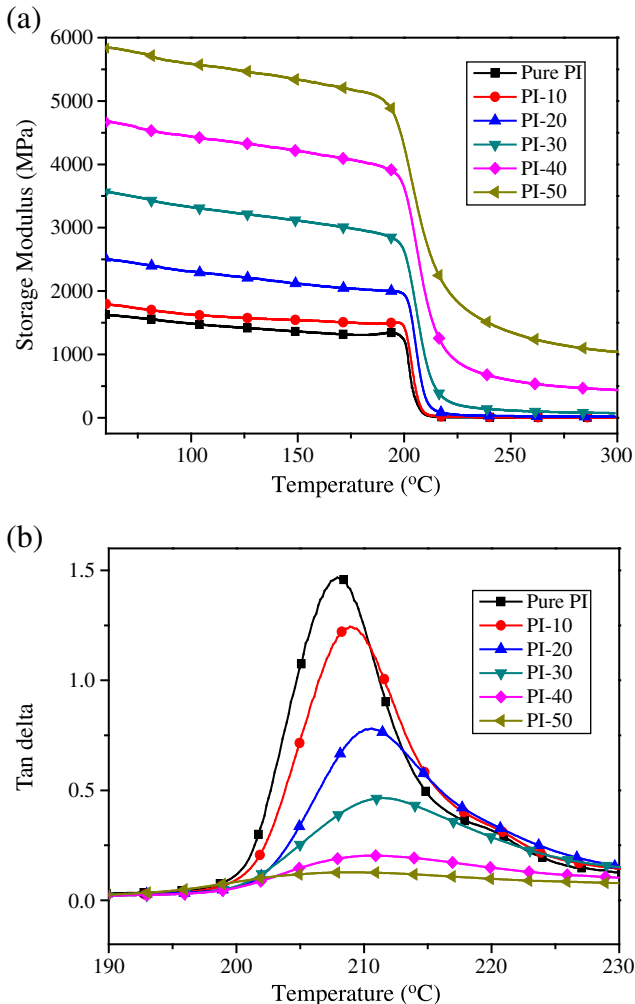 (a)
6000
5000
4000
3000
2000
1000
0
Storage Modulus (MPa)
Pure PI
PI-10
PI-20
PI-30
PI-40
PI-50
100 150 200 250 300
Temperature (°C)
(b)
1.5
1.0
0.5
0.0
Tan delta
Pure PI
PI-10
PI-20
PI-30
PI-40
PI-50
190 200 210 220 230
Temperature (°C)